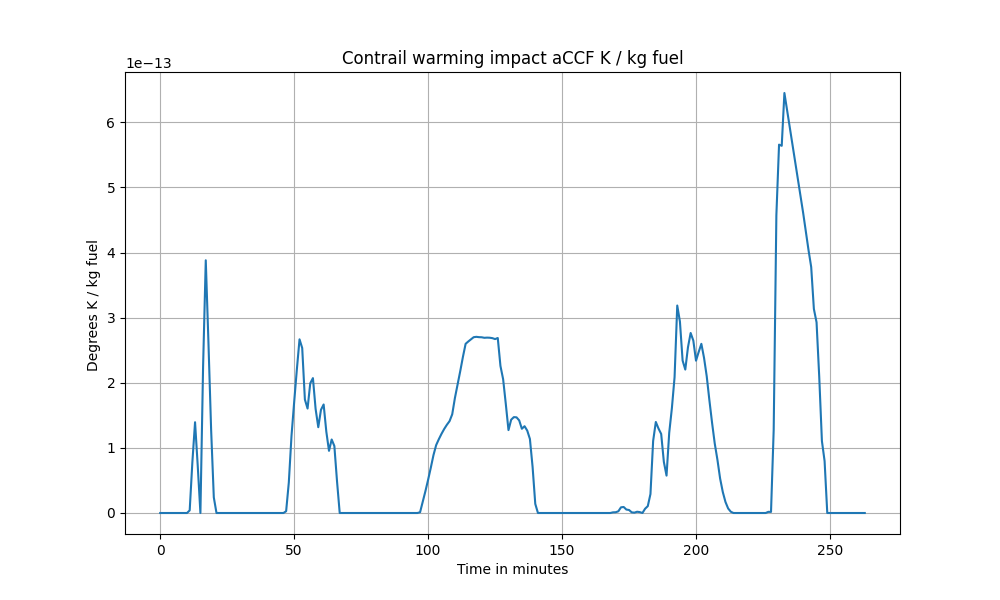 Contrail warming impact aCCF K / kg fuel
1e−13
6
5
4
3
2
1
0
Degrees K / kg fuel
0 50 100 150 200 250
Time in minutes